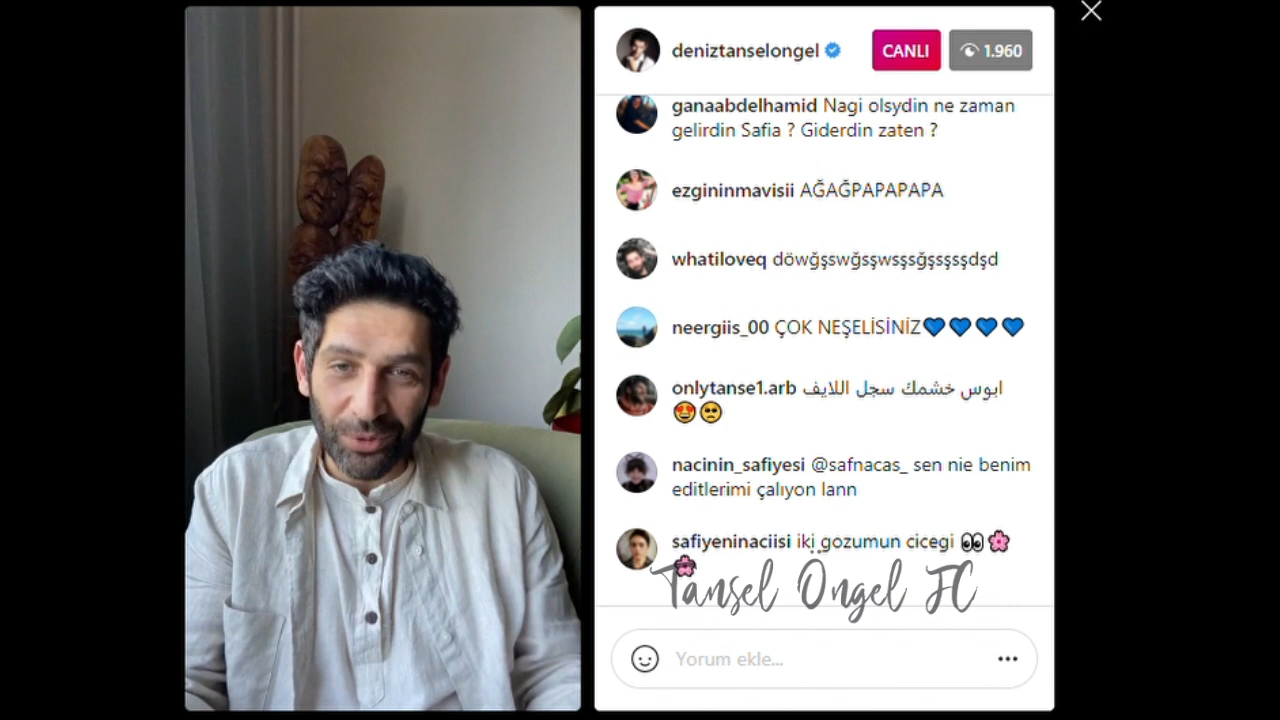 deniztanselongel
CANLI
1.960
ganaabdelhamid Nagi olsydin ne zaman
gelirdin Safia ? Giderdin zaten ?
ezgininmavisii AĞAĞPAPAPAPA
whatiloveq döwğşswğsşwsşsğşsşsşdşd
neergiis_00 ÇOK NEŞELİSİNİZ💙💙💙💙
onlytanse1.arb ابوس خشمك سجل اللايف
😍🥺
nacinin_safiyesi @safnacas_ sen nie benim
editlerimi çalıyon lann
safiyeninaciisi iki gozumun cicegi 👀🌸
🌸
Tansel Öngel FC
Yorum ekle...